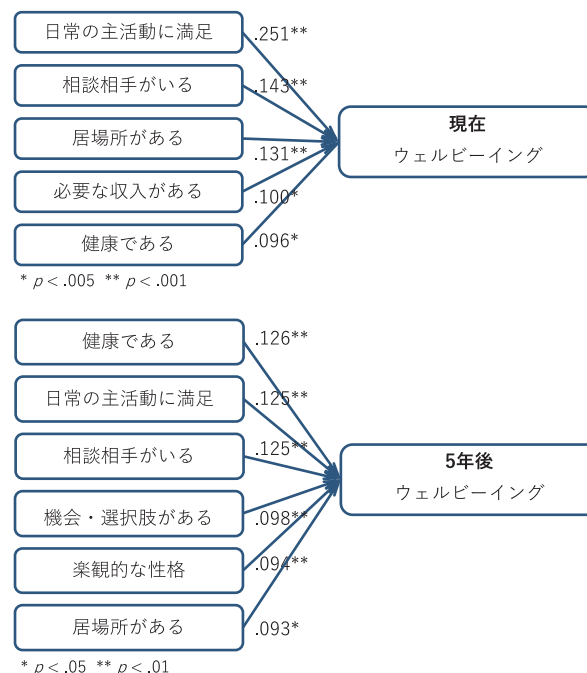 日常の主活動に満足
.251**
相談相手がいる
.143**
居場所がある
.131**
必要な収入がある
.100*
健康である
.096*
現在
ウェルビーイング
* p < .005 ** p < .001
健康である
.126**
日常の主活動に満足
.125**
相談相手がいる
.125**
機会・選択肢がある
.098**
楽観的な性格
.094**
居場所がある
.093*
5年後
ウェルビーイング
* p < .05 ** p < .01